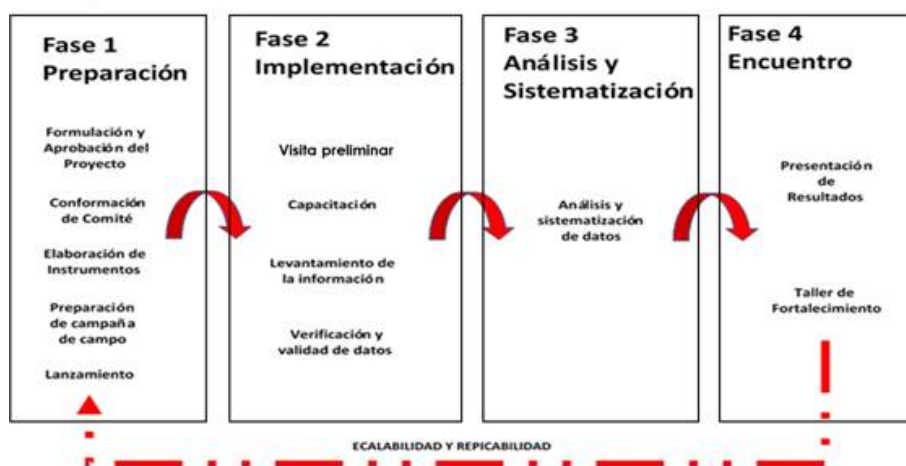 Fase 1
Preparación
Formulación y
Aprobación del
Proyecto
Conformación
de Comité
Elaboración de
Instrumentos
Preparación
de campaña
de campo
Lanzamiento
Fase 2
Implementación
Visita preliminar
Capacitación
Levantamiento de
la información
Verificación y
validad de datos
Fase 3
Análisis y
Sistematización
Análisis y
sistematización
de datos
Fase 4
Encuentro
Presentación
de
Resultados
Taller de
Fortalecimiento
ECALABILIDAD Y REPICABILIDAD